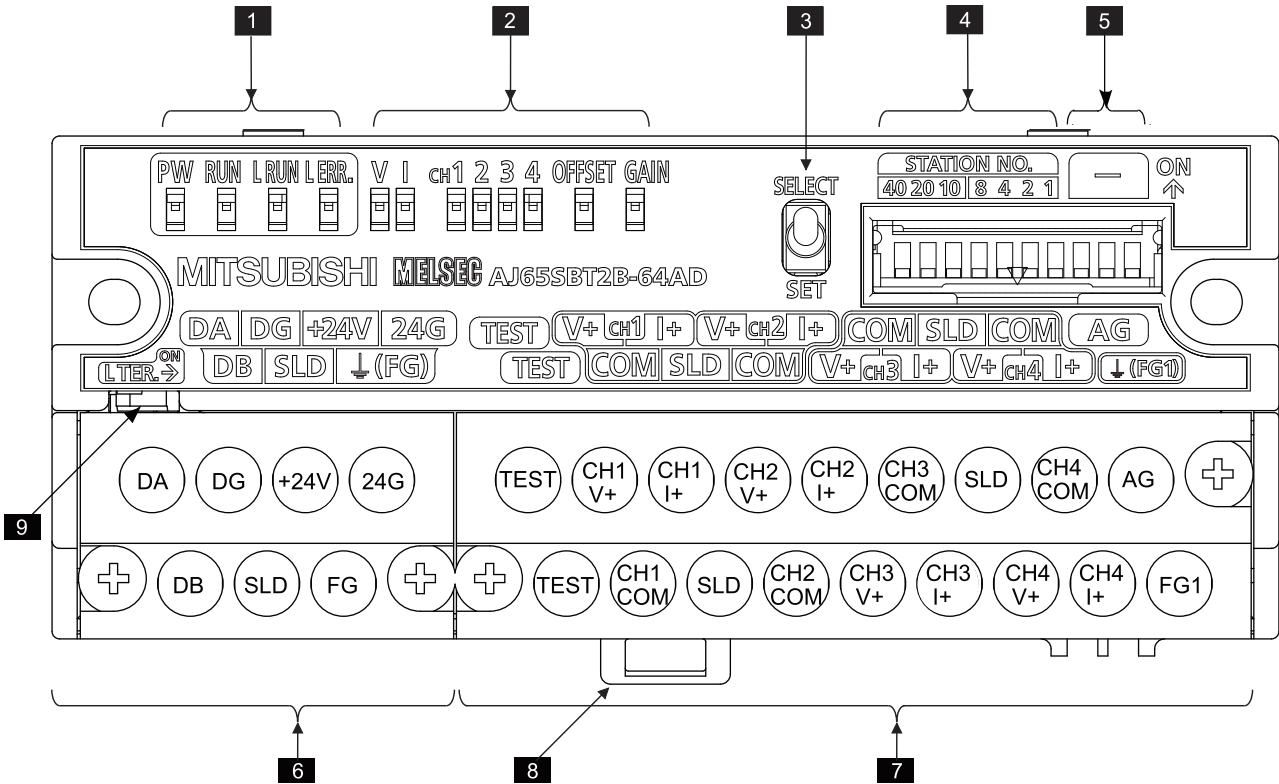 1 2 3 4 5
PW RUN L RUN L ERR. V I CH1 2 3 4 OFFSET GAIN
SELECT
SET
STATION NO.
40 20 10 8 4 2 1
—
ON
MITSUBISHI MELSEC AJ65SBT2B-64AD
DA DG +24V 24G TEST V+ CH1 I+ V+ CH2 I+ COM SLD COM AG
L TER. ON DB SLD (FG) TEST COM SLD COM V+ CH3 I+ V+ CH4 I+ (FG1)
DA DG +24V 24G TEST CH1 V+ CH1 I+ CH2 V+ CH2 I+ CH3 COM SLD CH4 COM AG
9
DB SLD FG TEST CH1 COM SLD CH2 COM CH3 V+ CH3 I+ CH4 V+ CH4 I+ FG1
6 8 7